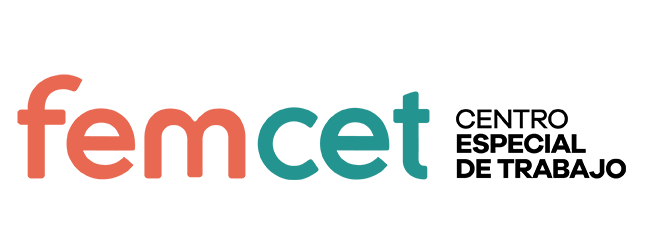 femcet
CENTRO
ESPECIAL
DE TRABAJO